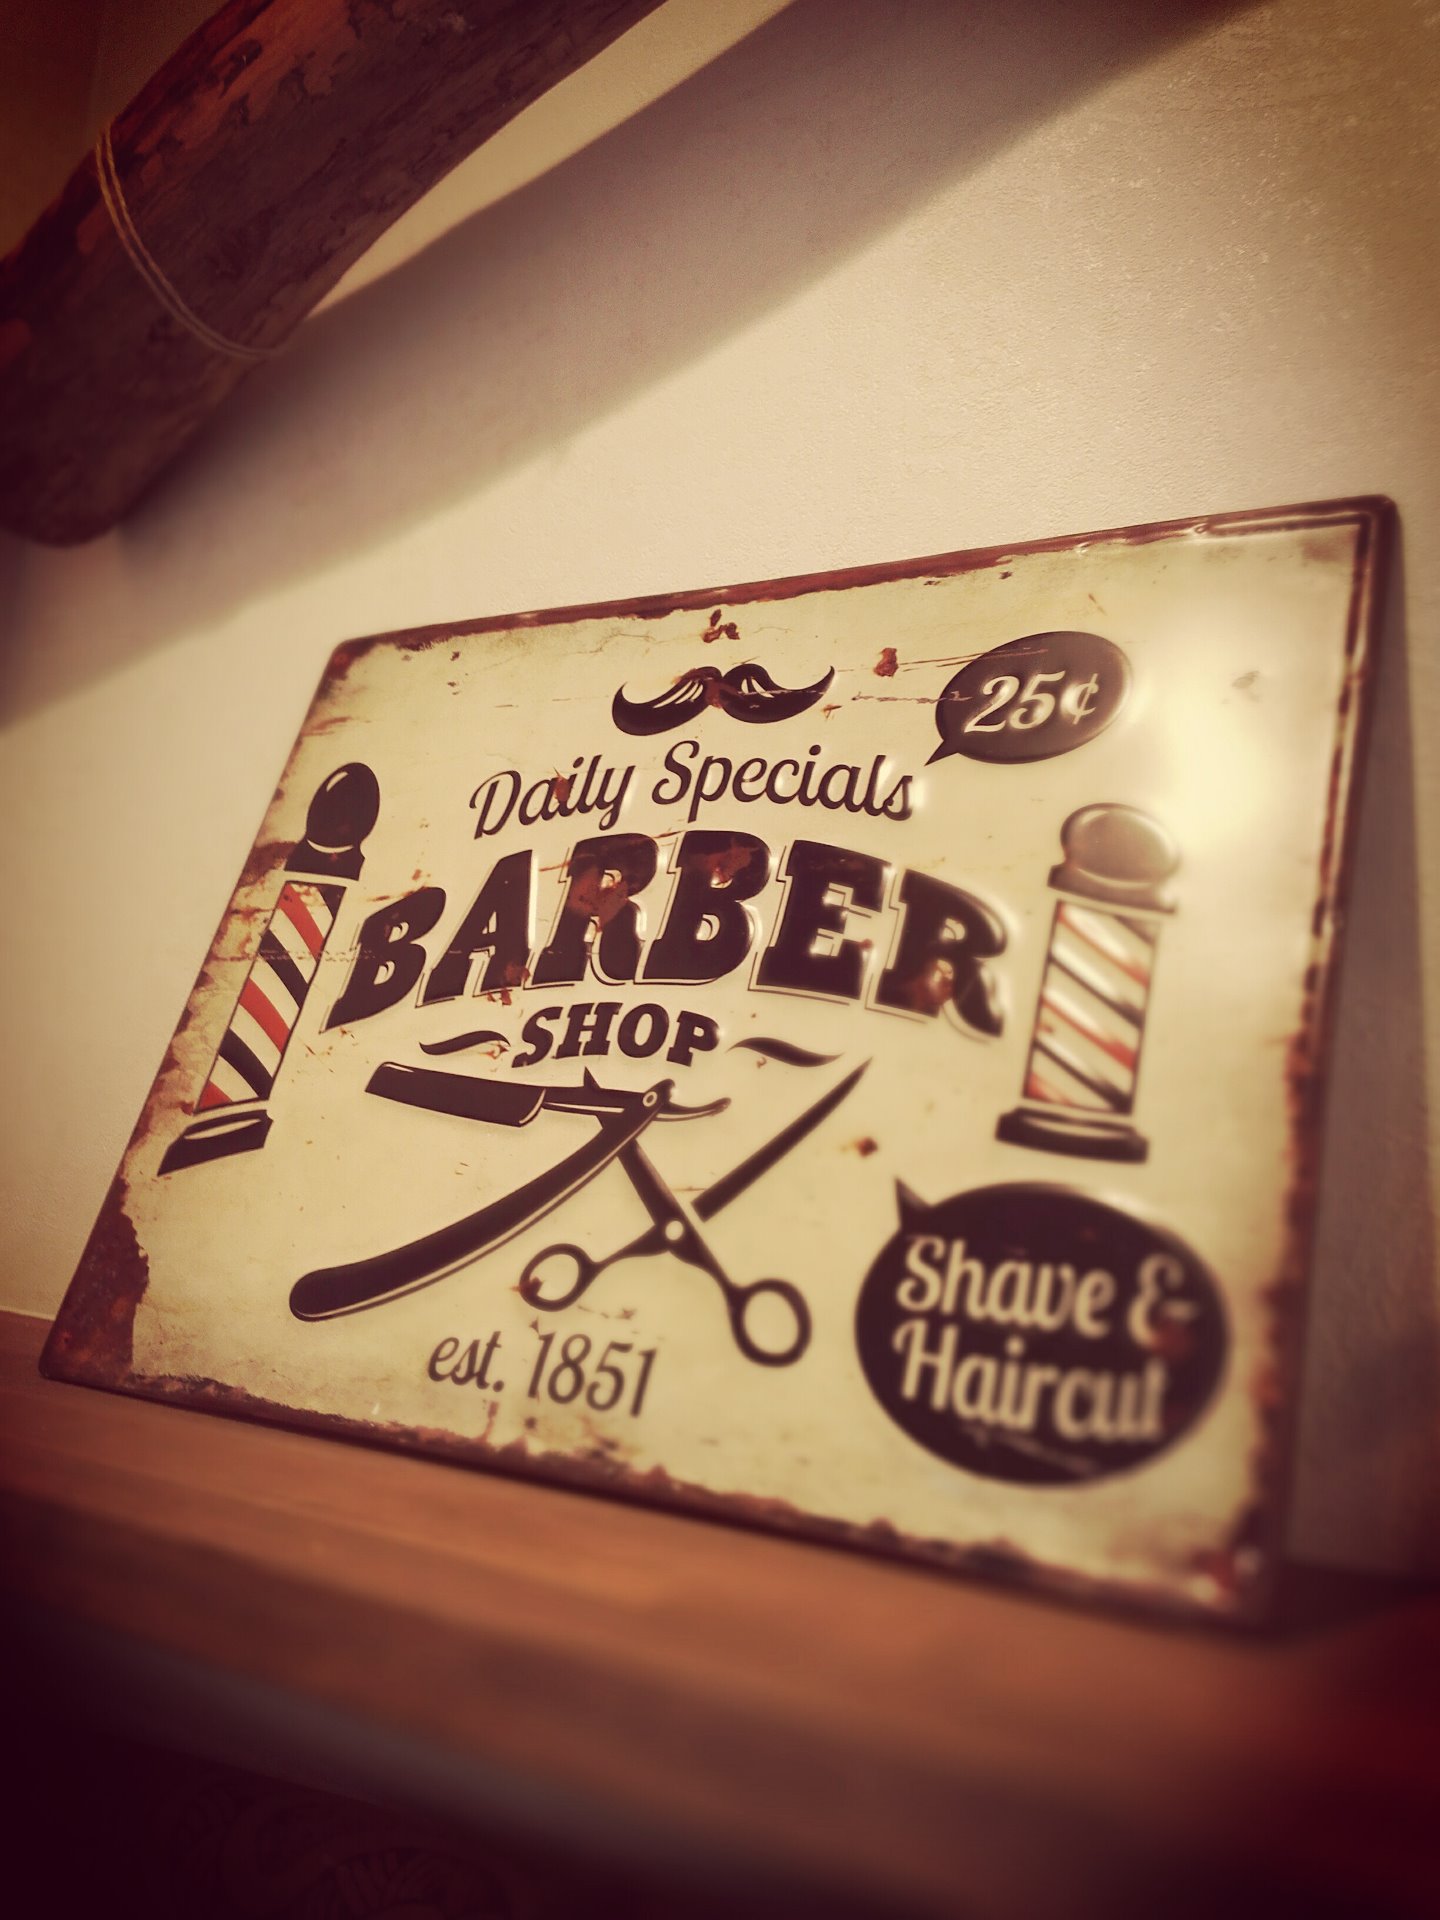 25¢
Daily Specials
BARBER
SHOP
Shave &
Haircut
est. 1851